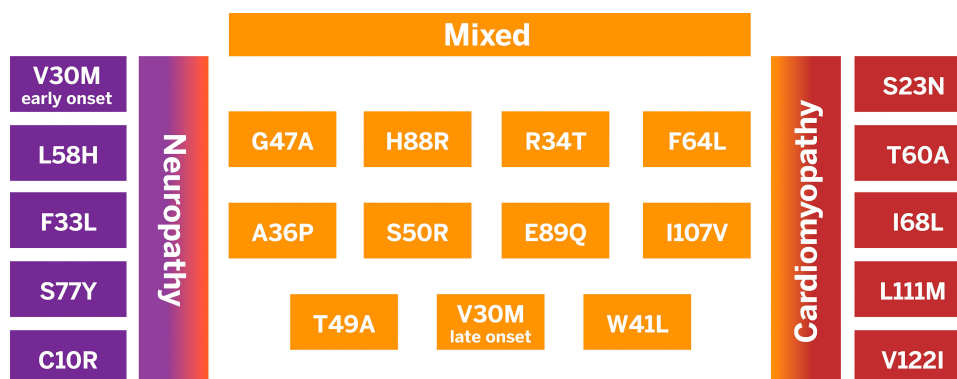 Mixed
V30M
early onset
L58H
F33L
S77Y
C10R
Neuropathy
G47A
H88R
R34T
F64L
A36P
S50R
E89Q
I107V
T49A
V30M
late onset
W41L
Cardiomyopathy
S23N
T60A
I68L
L111M
V122I